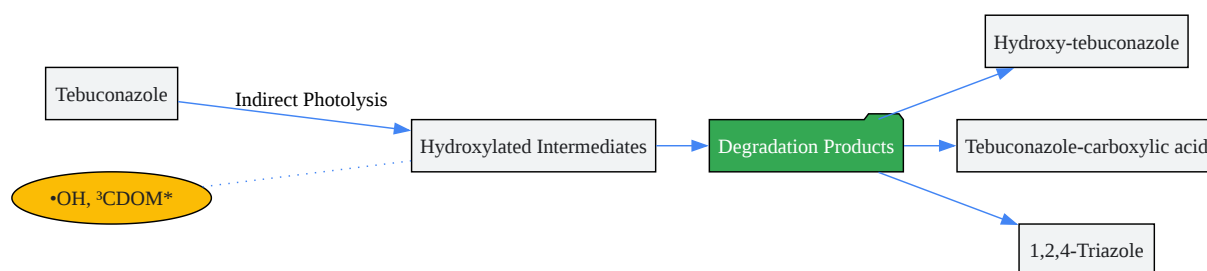 Hydroxy-tebuconazole
Tebuconazole
Indirect Photolysis
Hydroxylated Intermediates
Degradation Products
Tebuconazole-carboxylic acid
•OH, ³CDOM*
1,2,4-Triazole